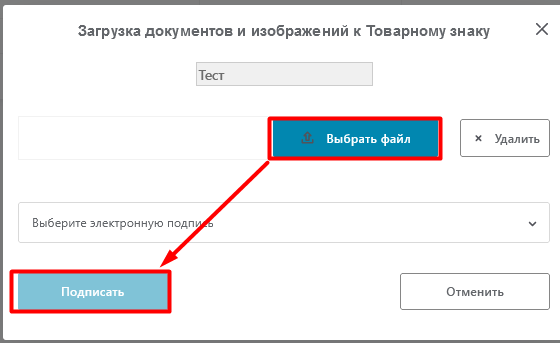 Загрузка документов и изображений к Товарному знаку
Тест
Выбрать файл
× Удалить
Выберите электронную подпись
Подписать
Отменить